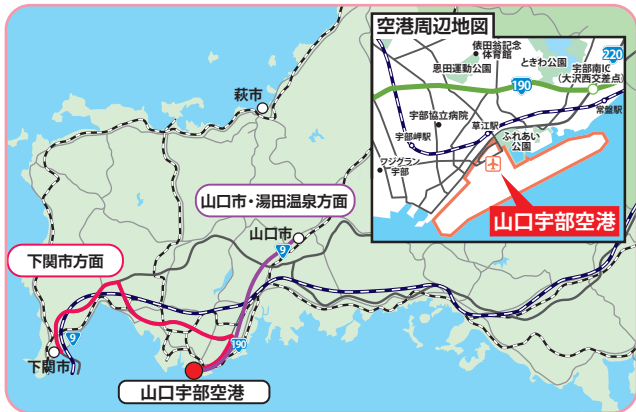 空港周辺地図
俵田翁記念
体育館
恩田運動公園
ときわ公園
220
宇部南IC
(大沢西交差点)
190
常盤駅
宇部協立病院
草江駅
宇部岬駅
ふれあい
公園
フジグラン
宇部
山口宇部空港
萩市
山口市・湯田温泉方面
山口市
9
下関市方面
9
190
下関市
山口宇部空港